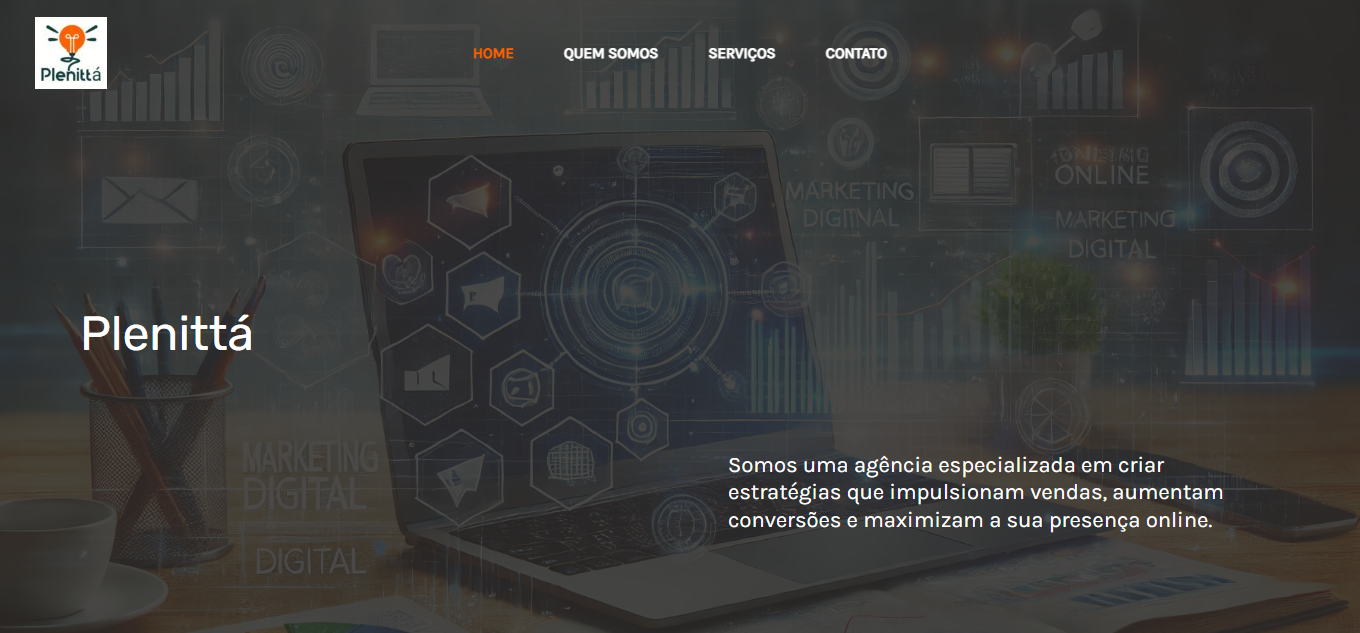 Plenittá
HOME
QUEM SOMOS
SERVIÇOS
CONTATO
ONLINE
MARKETING
DIGITNAL
MARKETING
DIGITAL
Plenittá
MARKETING
DIGITAL
DIGITAL
Somos uma agência especializada em criar
estratégias que impulsionam vendas, aumentam
conversões e maximizam a sua presença online.